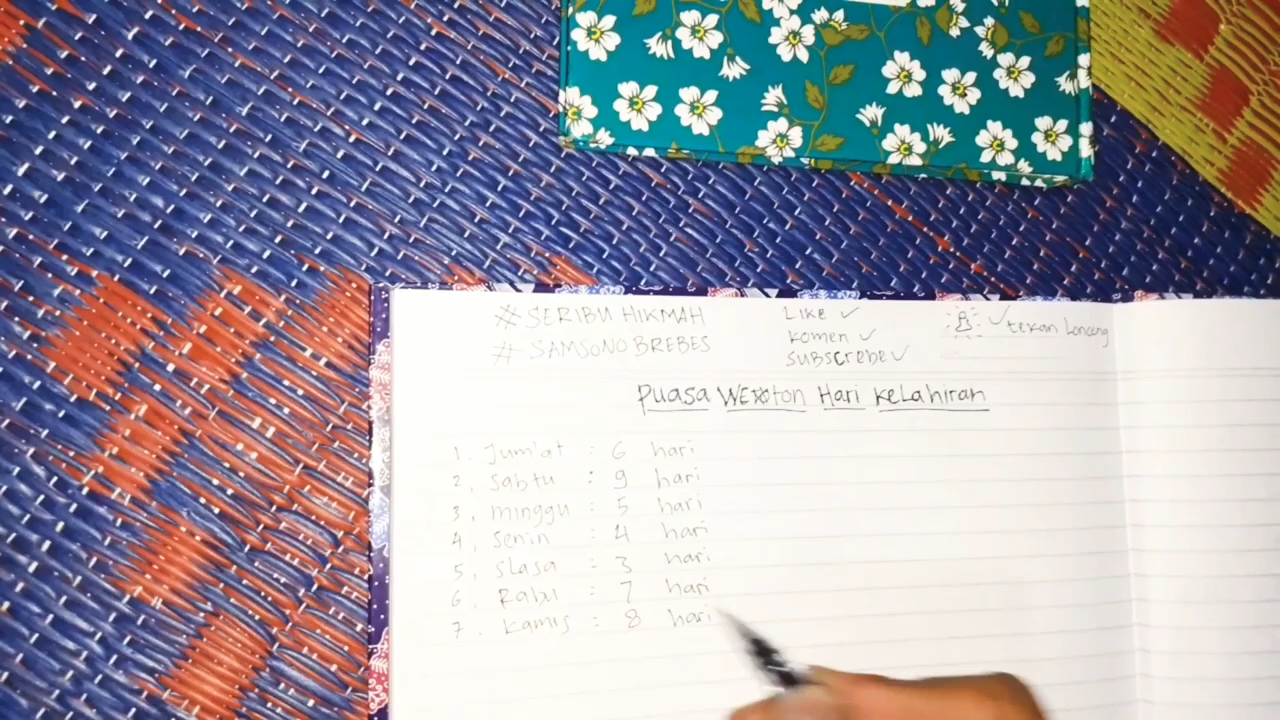 # SERIBU HIKMAH
# SAMSONO BREBES
Like ✓
komen ✓
subscrebe ✓
✓ tekan Lonceng
Puasa Weton Hari Kelahiran
1. Jum'at : 6 hari
2. Sabtu : 9 hari
3. minggu : 5 hari
4. Senin : 4 hari
5. Slasa : 3 hari
6. Rabu : 7 hari
7. Kamis : 8 hari